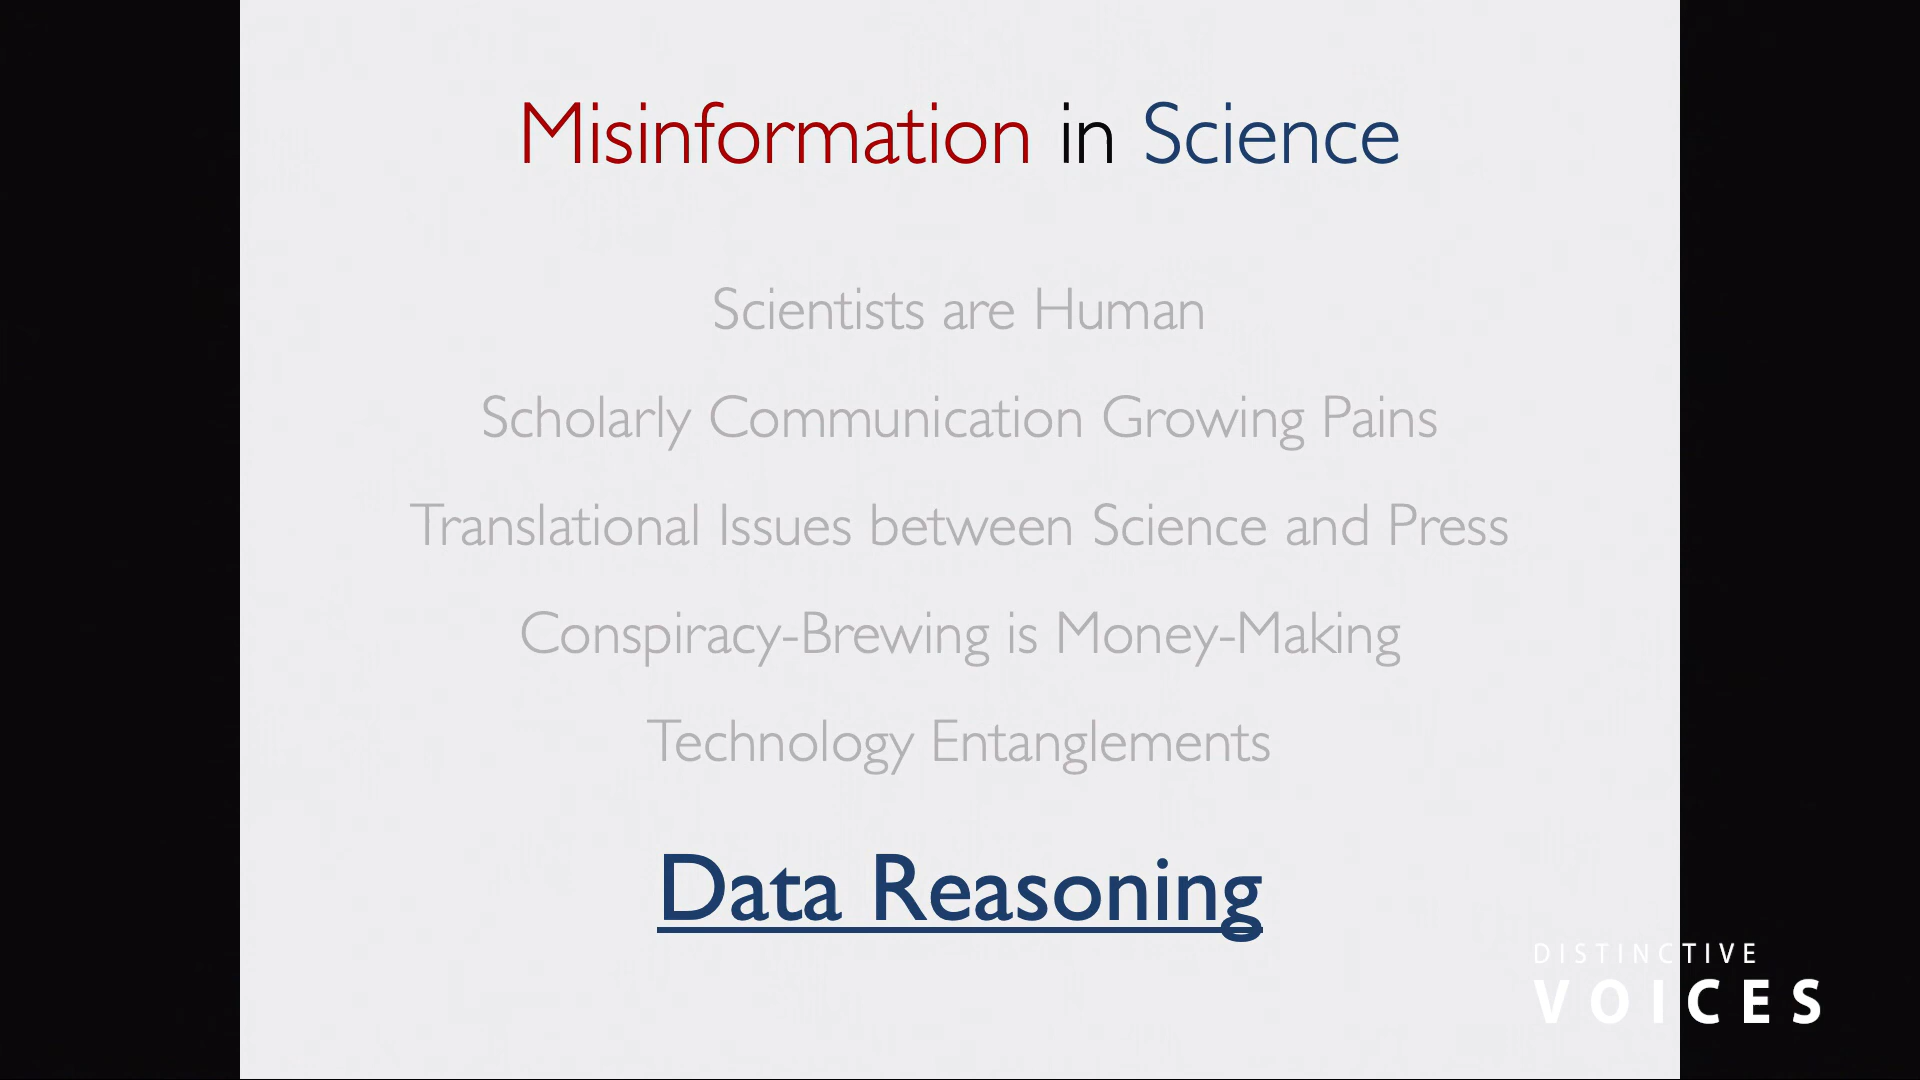 Misinformation in Science
Scientists are Human
Scholarly Communication Growing Pains
Translational Issues between Science and Press
Conspiracy-Brewing is Money-Making
Technology Entanglements
Data Reasoning
DISTINCTIVE
VOICES